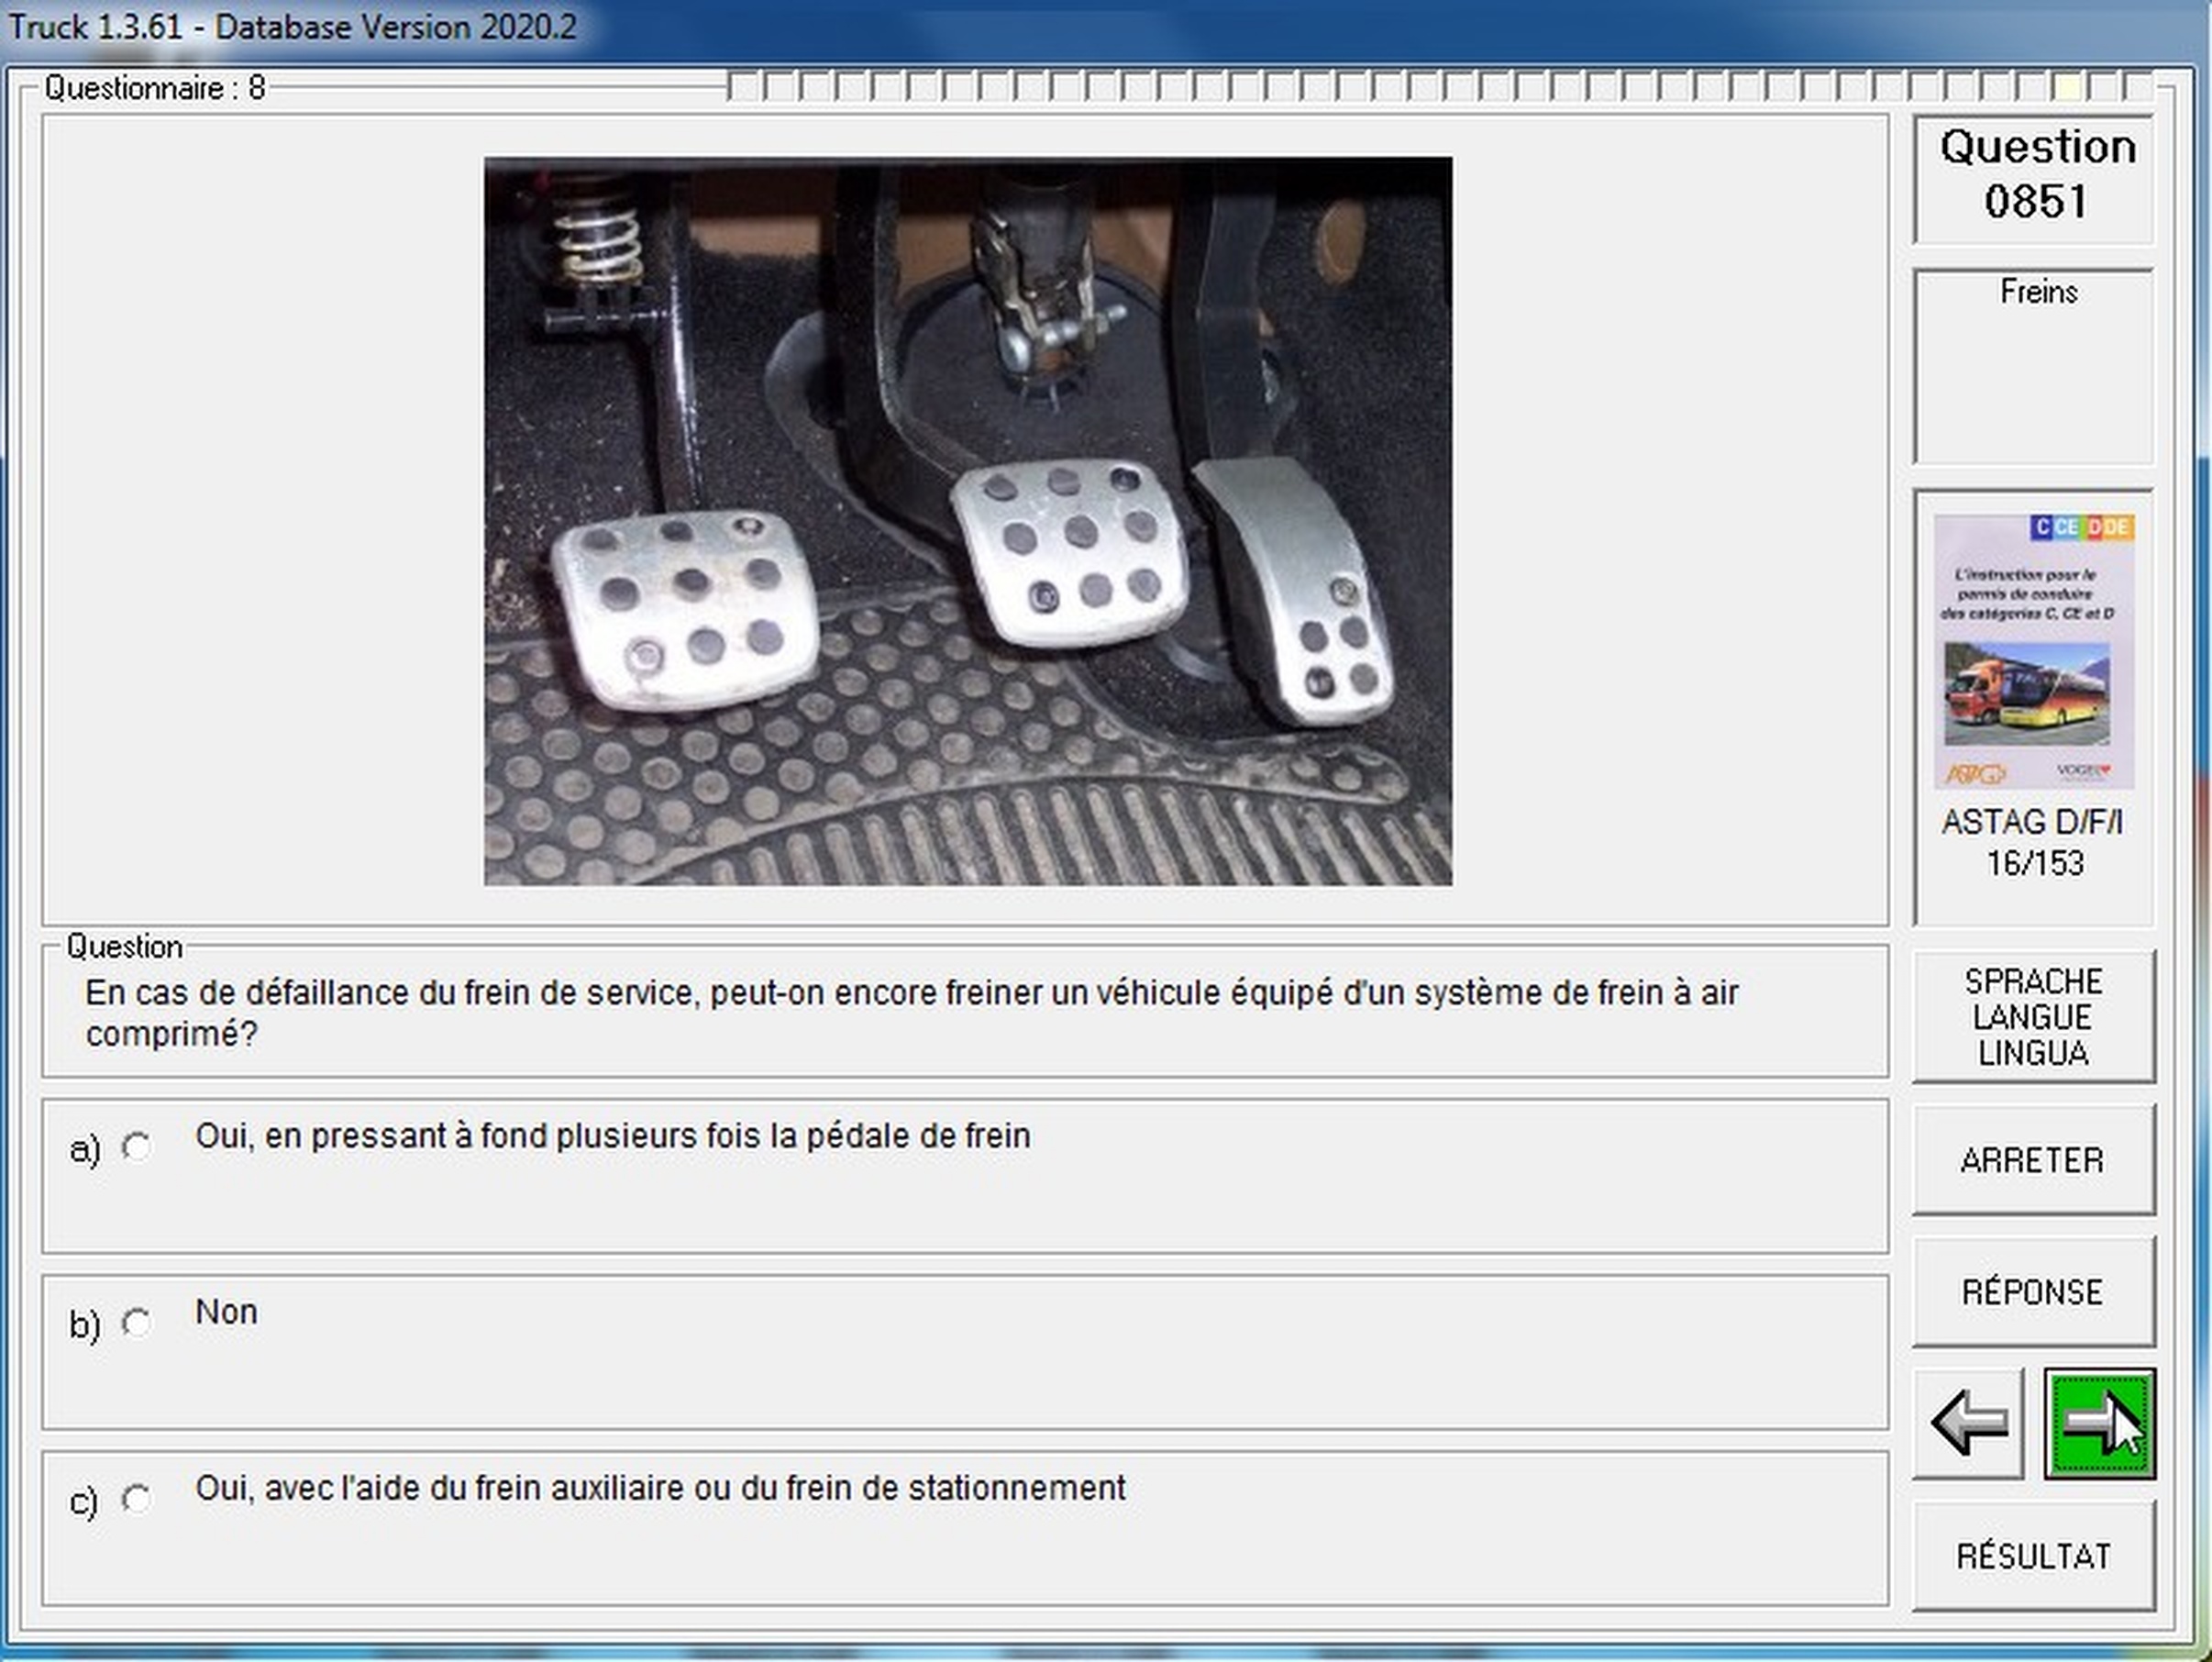 Truck 1.3.61 - Database Version 2020.2
Questionnaire : 8
Question
0851
Freins
C CE D DE
L'instruction pour le
permis de conduire
des catégories C, CE et D
ASTAG
VOGEL
ASTAG D/F/I
16/153
Question
En cas de défaillance du frein de service, peut-on encore freiner un véhicule équipé d'un système de frein à air
comprimé?
SPRACHE
LANGUE
LINGUA
a) Oui, en pressant à fond plusieurs fois la pédale de frein
ARRETER
b) Non
RÉPONSE
c) Oui, avec l'aide du frein auxiliaire ou du frein de stationnement
RÉSULTAT